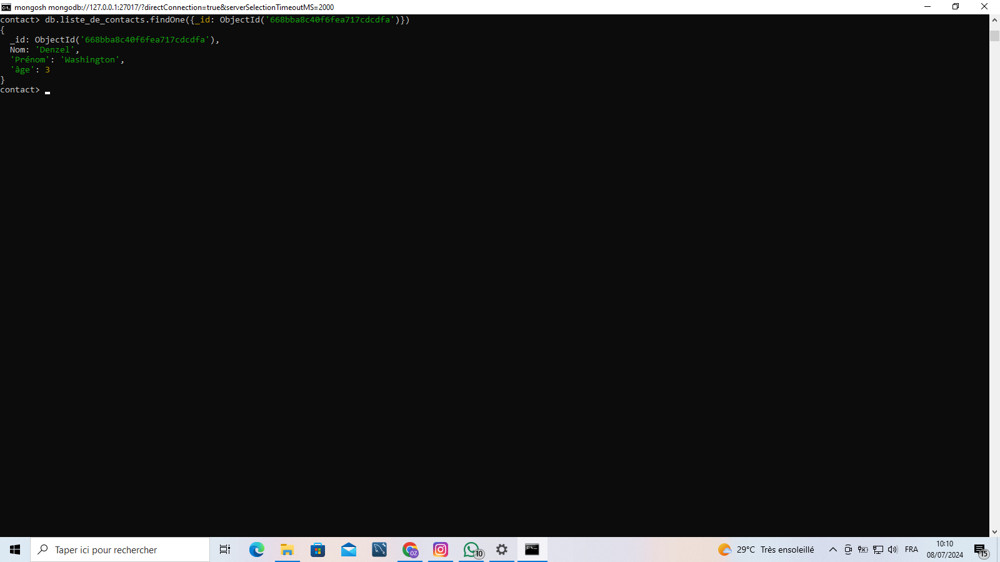 mongosh mongodb://127.0.0.1:27017/?directConnection=true&serverSelectionTimeoutMS=2000
contact> db.liste_de_contacts.findOne({_id: ObjectId('668bba8c40f6fea717cdcdfa')})
{
  _id: ObjectId('668bba8c40f6fea717cdcdfa'),
  Nom: 'Denzel',
  'Prénom': 'Washington',
  'âge': 3
}
contact>
Taper ici pour rechercher
OZ
10
29°C Très ensoleillé
FRA
10:10
08/07/2024
15